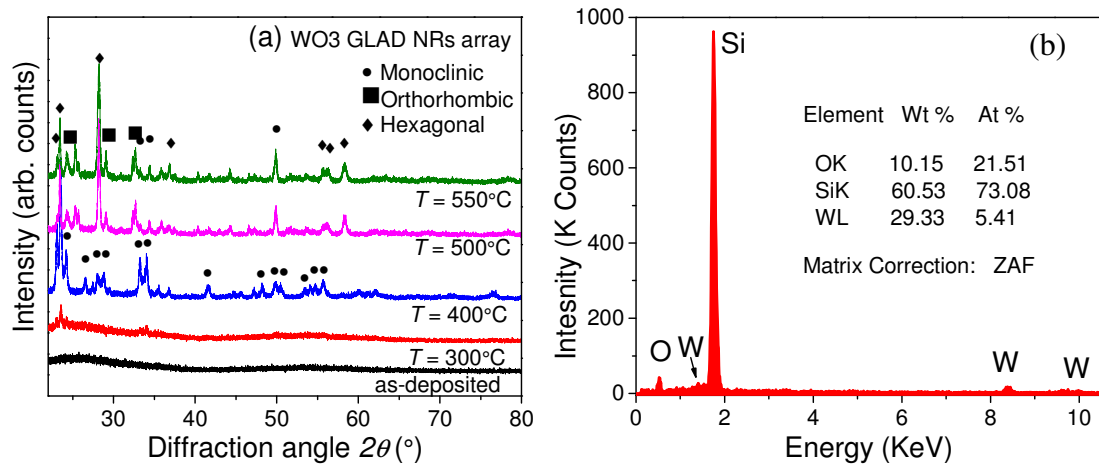 (a) WO3 GLAD NRs array
Monoclinic
Orthorhombic
Hexagonal
T = 550°C
T = 500°C
T = 400°C
T = 300°C
as-deposited
Intensity (arb. counts)
30 40 50 60 70 80
Diffraction angle 2θ (°)
(b)
1000
800
600
400
200
0
Intesnity (K Counts)
Si
Element Wt % At %
OK 10.15 21.51
SiK 60.53 73.08
WL 29.33 5.41
Matrix Correction: ZAF
O W W W
0 2 4 6 8 10
Energy (KeV)